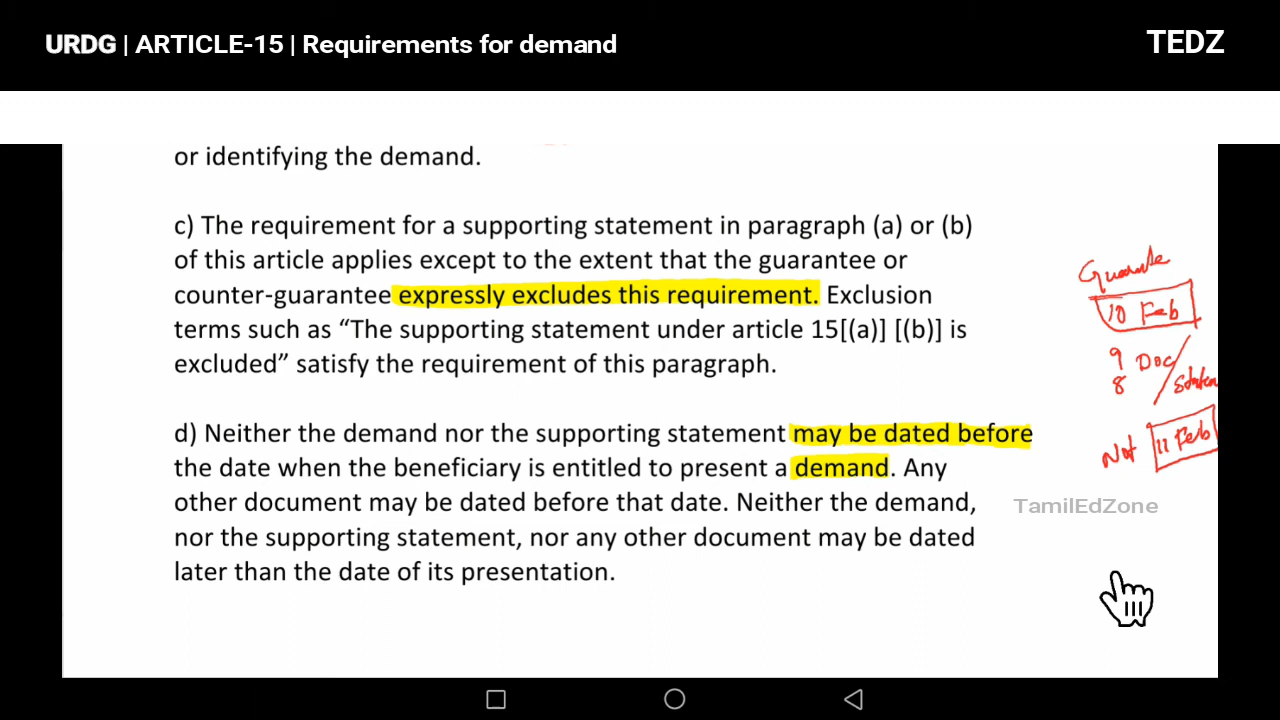 URDG | ARTICLE-15 | Requirements for demand
TEDZ
or identifying the demand.
c) The requirement for a supporting statement in paragraph (a) or (b)
of this article applies except to the extent that the guarantee or
counter-guarantee expressly excludes this requirement. Exclusion
terms such as “The supporting statement under article 15[(a)] [(b)] is
excluded” satisfy the requirement of this paragraph.
d) Neither the demand nor the supporting statement may be dated before
the date when the beneficiary is entitled to present a demand. Any
other document may be dated before that date. Neither the demand,
nor the supporting statement, nor any other document may be dated
later than the date of its presentation.
10 Feb
9 Doc
8
Not 11 Feb
TamilEdZone